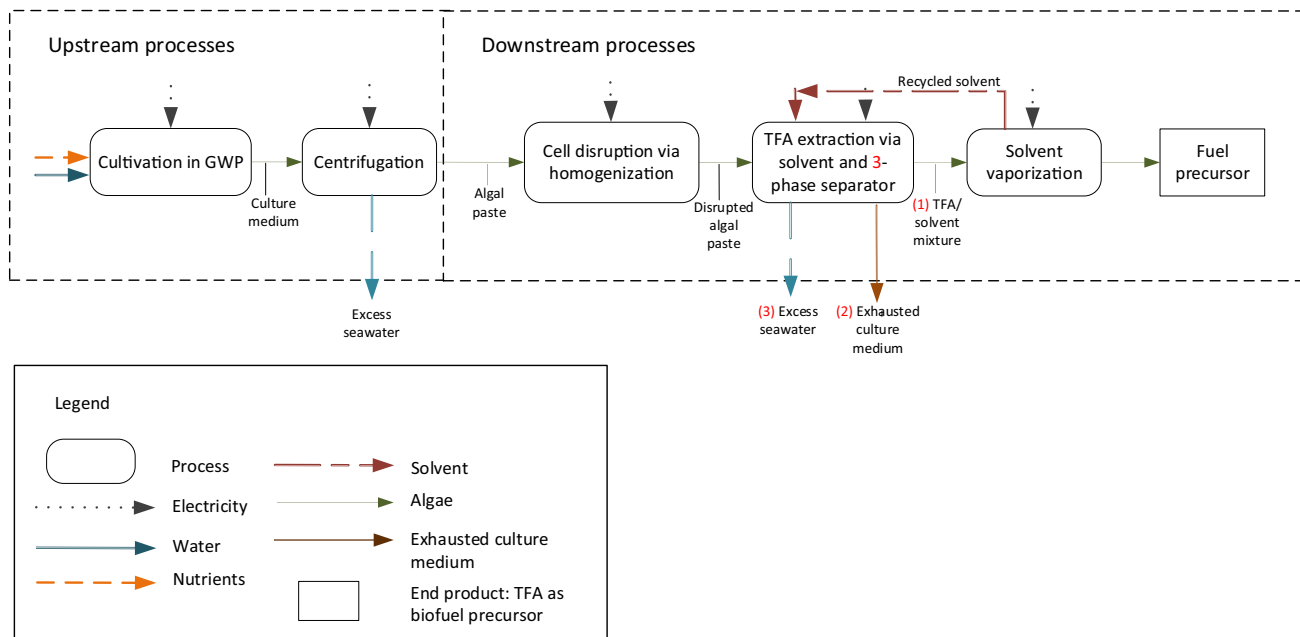 Upstream processes
Downstream processes
Recycled solvent
Cultivation in GWP
Centrifugation
Cell disruption via
homogenization
TFA extraction via
solvent and 3-
phase separator
Solvent
vaporization
Fuel
precursor
Culture
medium
Algal
paste
Disrupted
algal
paste
(1) TFA/
solvent
mixture
Excess
seawater
(3) Excess
seawater
(2) Exhausted
culture
medium
Legend
Process
Electricity
Water
Nutrients
Solvent
Algae
Exhausted culture
medium
End product: TFA as
biofuel precursor